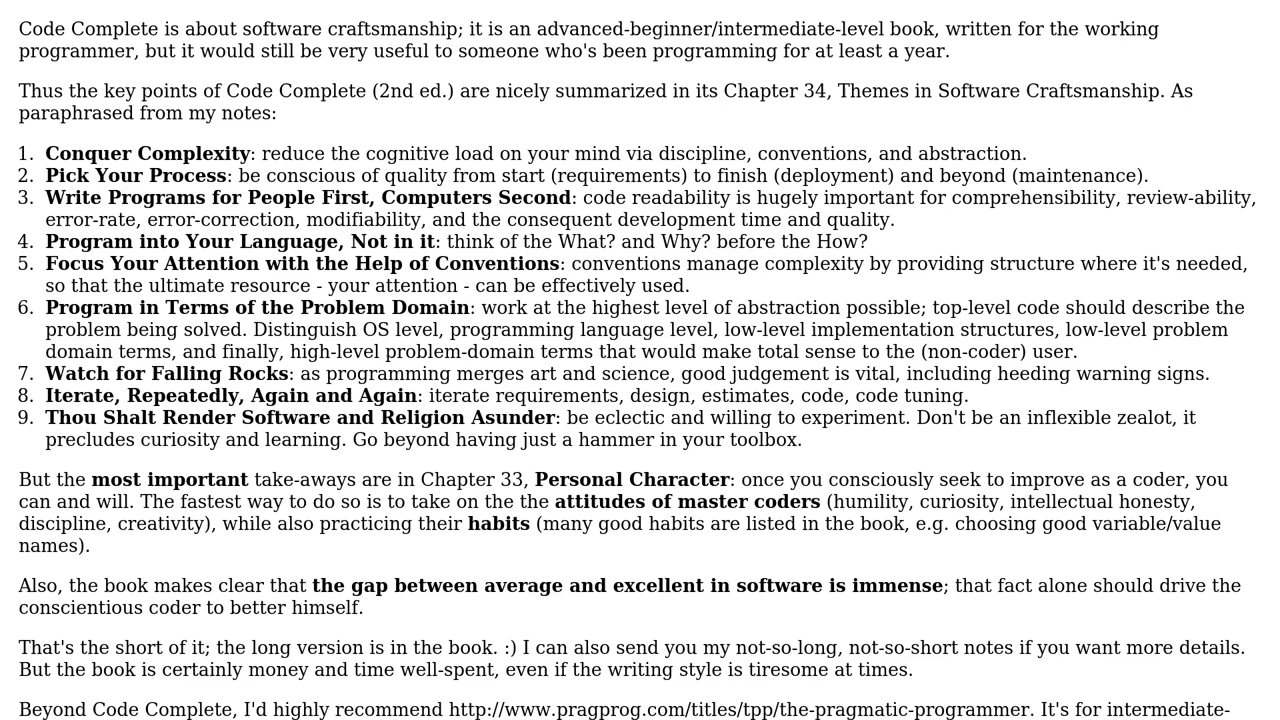 Code Complete is about software craftsmanship; it is an advanced-beginner/intermediate-level book, written for the working
programmer, but it would still be very useful to someone who's been programming for at least a year.
Thus the key points of Code Complete (2nd ed.) are nicely summarized in its Chapter 34, Themes in Software Craftsmanship. As
paraphrased from my notes:
1. Conquer Complexity: reduce the cognitive load on your mind via discipline, conventions, and abstraction.
2. Pick Your Process: be conscious of quality from start (requirements) to finish (deployment) and beyond (maintenance).
3. Write Programs for People First, Computers Second: code readability is hugely important for comprehensibility, review-ability,
error-rate, error-correction, modifiability, and the consequent development time and quality.
4. Program into Your Language, Not in it: think of the What? and Why? before the How?
5. Focus Your Attention with the Help of Conventions: conventions manage complexity by providing structure where it's needed,
so that the ultimate resource - your attention - can be effectively used.
6. Program in Terms of the Problem Domain: work at the highest level of abstraction possible; top-level code should describe the
problem being solved. Distinguish OS level, programming language level, low-level implementation structures, low-level problem
domain terms, and finally, high-level problem-domain terms that would make total sense to the (non-coder) user.
7. Watch for Falling Rocks: as programming merges art and science, good judgement is vital, including heeding warning signs.
8. Iterate, Repeatedly, Again and Again: iterate requirements, design, estimates, code, code tuning.
9. Thou Shalt Render Software and Religion Asunder: be eclectic and willing to experiment. Don't be an inflexible zealot, it
precludes curiosity and learning. Go beyond having just a hammer in your toolbox.
But the most important take-aways are in Chapter 33, Personal Character: once you consciously seek to improve as a coder, you
can and will. The fastest way to do so is to take on the the attitudes of master coders (humility, curiosity, intellectual honesty,
discipline, creativity), while also practicing their habits (many good habits are listed in the book, e.g. choosing good variable/value
names).
Also, the book makes clear that the gap between average and excellent in software is immense; that fact alone should drive the
conscientious coder to better himself.
That's the short of it; the long version is in the book. :) I can also send you my not-so-long, not-so-short notes if you want more details.
But the book is certainly money and time well-spent, even if the writing style is tiresome at times.
Beyond Code Complete, I'd highly recommend http://www.pragprog.com/titles/tpp/the-pragmatic-programmer. It's for intermediate-